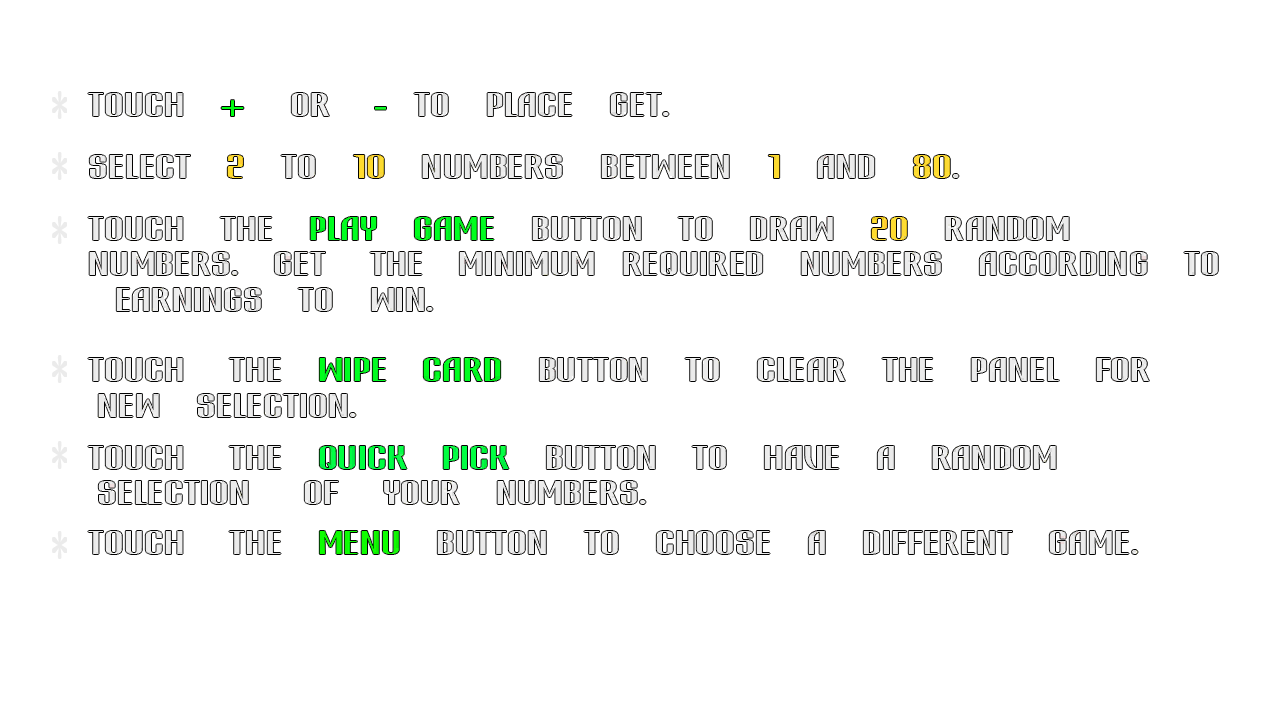 * TOUCH + OR - TO PLACE GET.
* SELECT 2 TO 10 NUMBERS BETWEEN 1 AND 80.
* TOUCH THE PLAY GAME BUTTON TO DRAW 20 RANDOM
NUMBERS. GET THE MINIMUM REQUIRED NUMBERS ACCORDING TO
EARNINGS TO WIN.
* TOUCH THE WIPE CARD BUTTON TO CLEAR THE PANEL FOR
NEW SELECTION.
* TOUCH THE QUICK PICK BUTTON TO HAVE A RANDOM
SELECTION OF YOUR NUMBERS.
* TOUCH THE MENU BUTTON TO CHOOSE A DIFFERENT GAME.